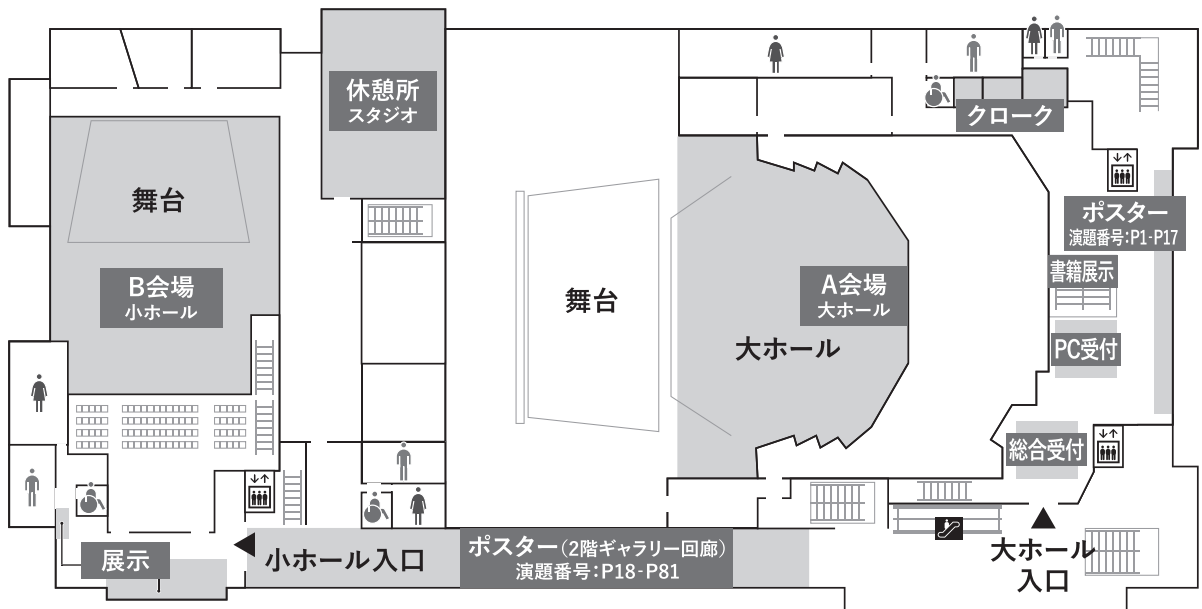 休憩所
スタジオ
クローク
舞台
ポスター
演題番号:P1-P17
書籍展示
B会場
小ホール
A会場
大ホール
舞台
大ホール
PC受付
総合受付
展示
小ホール入口
ポスター(2階ギャラリー回廊)
演題番号:P18-P81
大ホール
入口